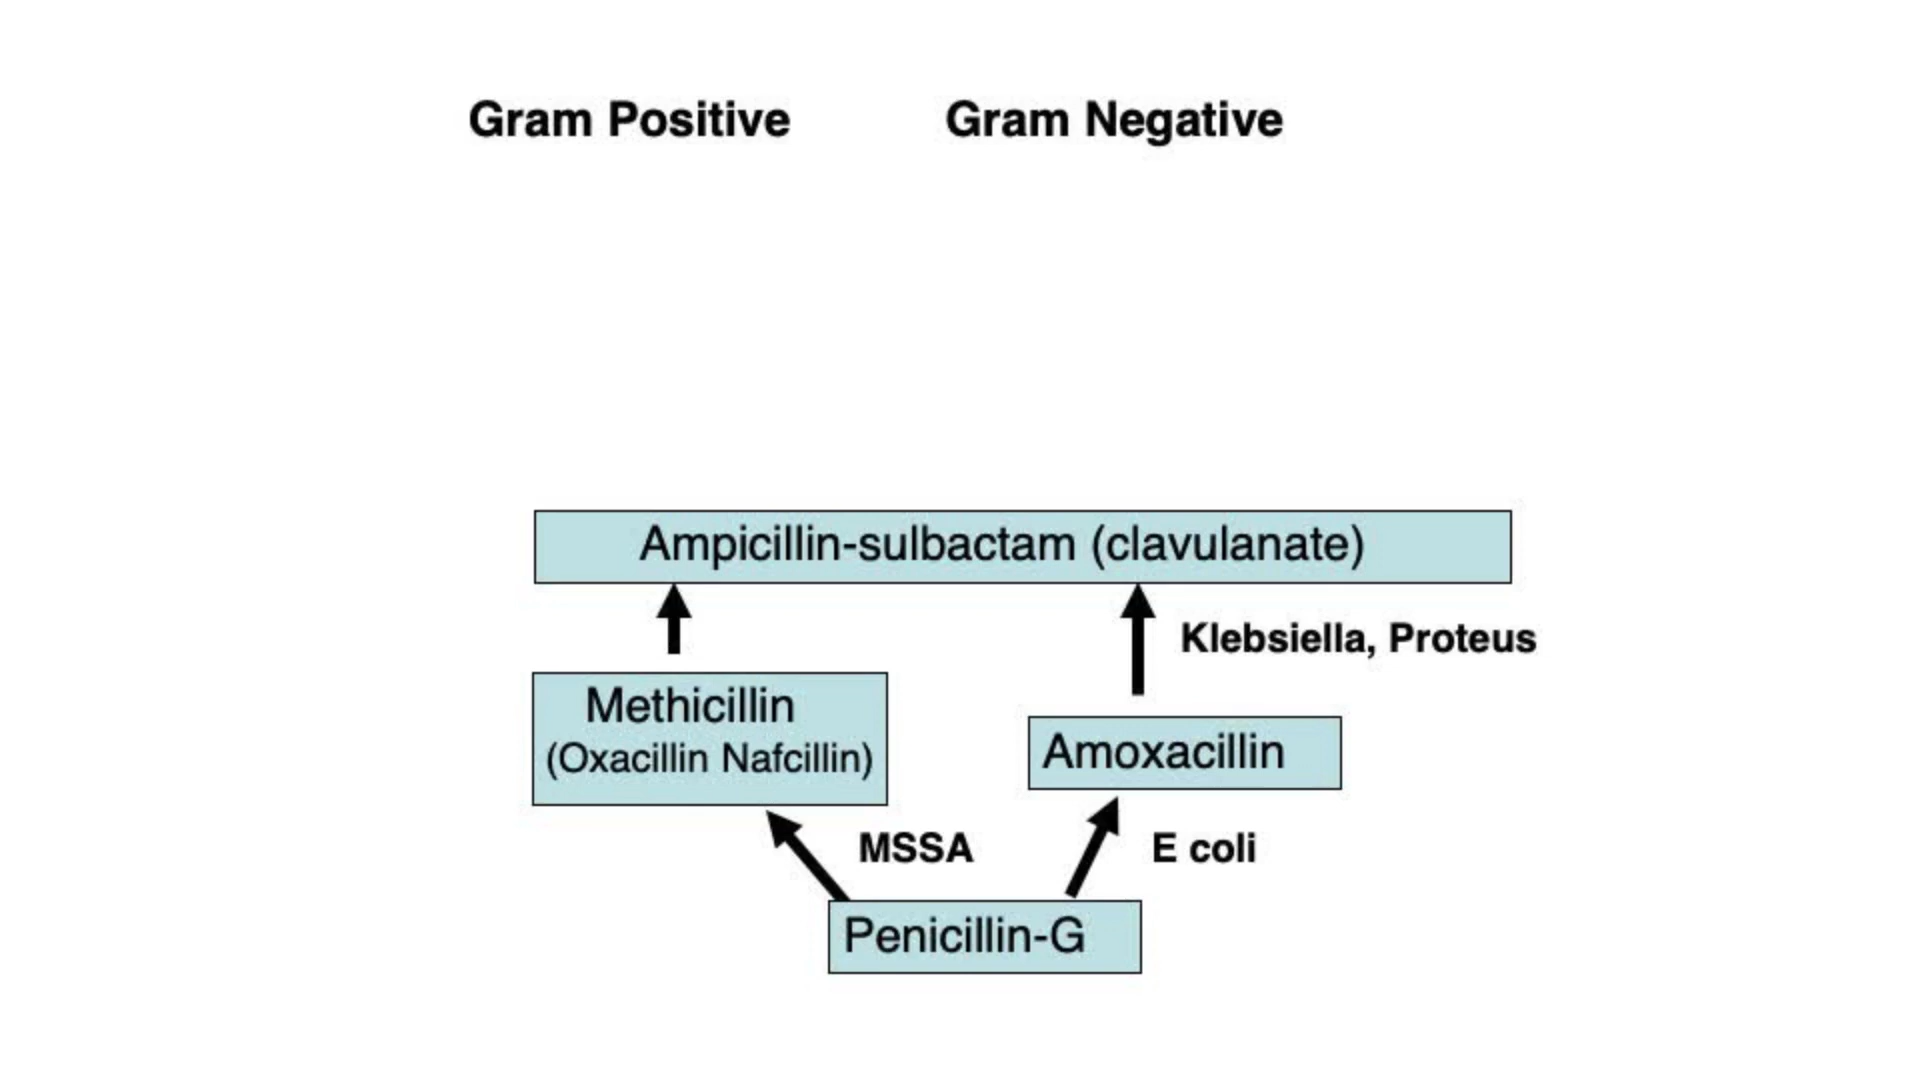 Gram Positive
Gram Negative
Ampicillin-sulbactam (clavulanate)
Klebsiella, Proteus
Methicillin
(Oxacillin Nafcillin)
Amoxacillin
MSSA
E coli
Penicillin-G